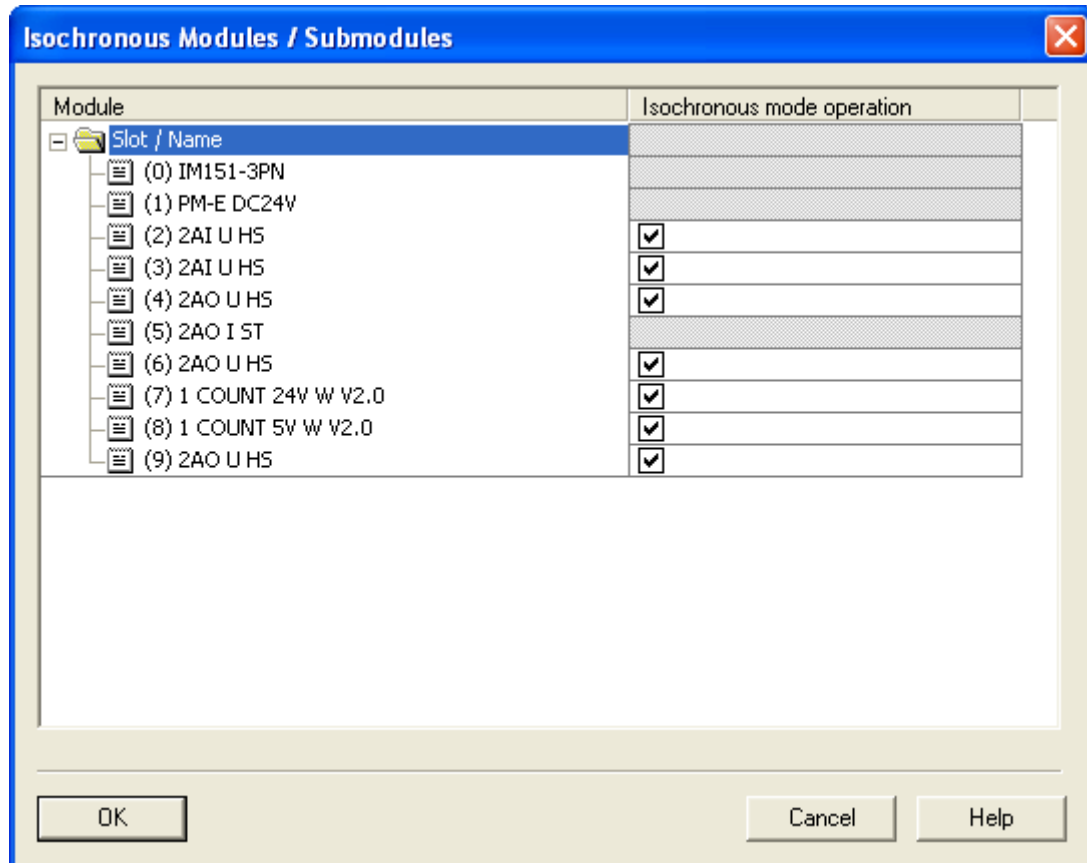 Isochronous Modules / Submodules
Module Isochronous mode operation
Slot / Name
(0) IM151-3PN
(1) PM-E DC24V
(2) 2AI U HS
(3) 2AI U HS
(4) 2AO U HS
(5) 2AO I ST
(6) 2AO U HS
(7) 1 COUNT 24V W V2.0
(8) 1 COUNT 5V W V2.0
(9) 2AO U HS
OK Cancel Help